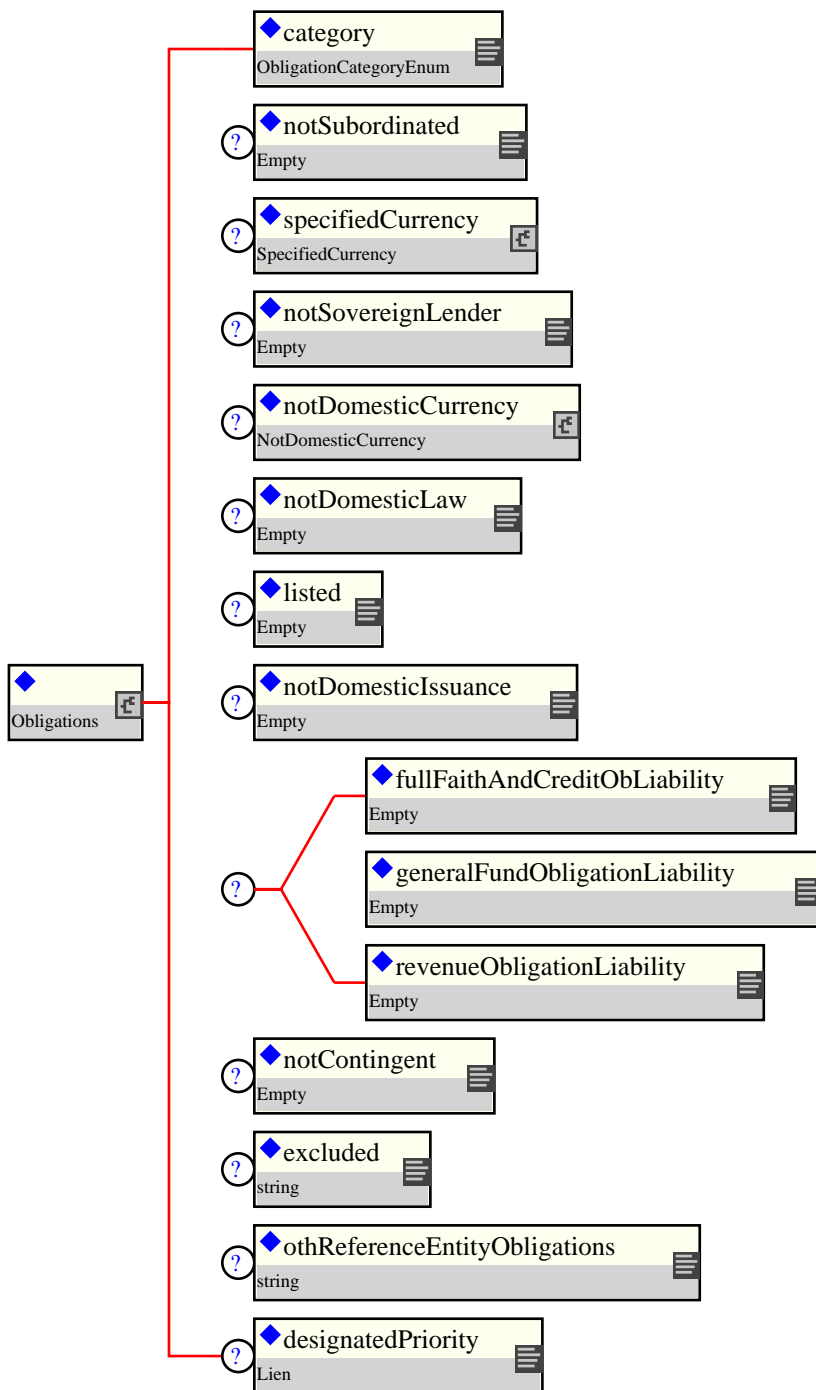 category
ObligationCategoryEnum
?
notSubordinated
Empty
?
specifiedCurrency
SpecifiedCurrency
?
notSovereignLender
Empty
?
notDomesticCurrency
NotDomesticCurrency
?
notDomesticLaw
Empty
?
listed
Empty
Obligations
?
notDomesticIssuance
Empty
?
fullFaithAndCreditObLiability
Empty
generalFundObligationLiability
Empty
revenueObligationLiability
Empty
?
notContingent
Empty
?
excluded
string
?
othReferenceEntityObligations
string
?
designatedPriority
Lien